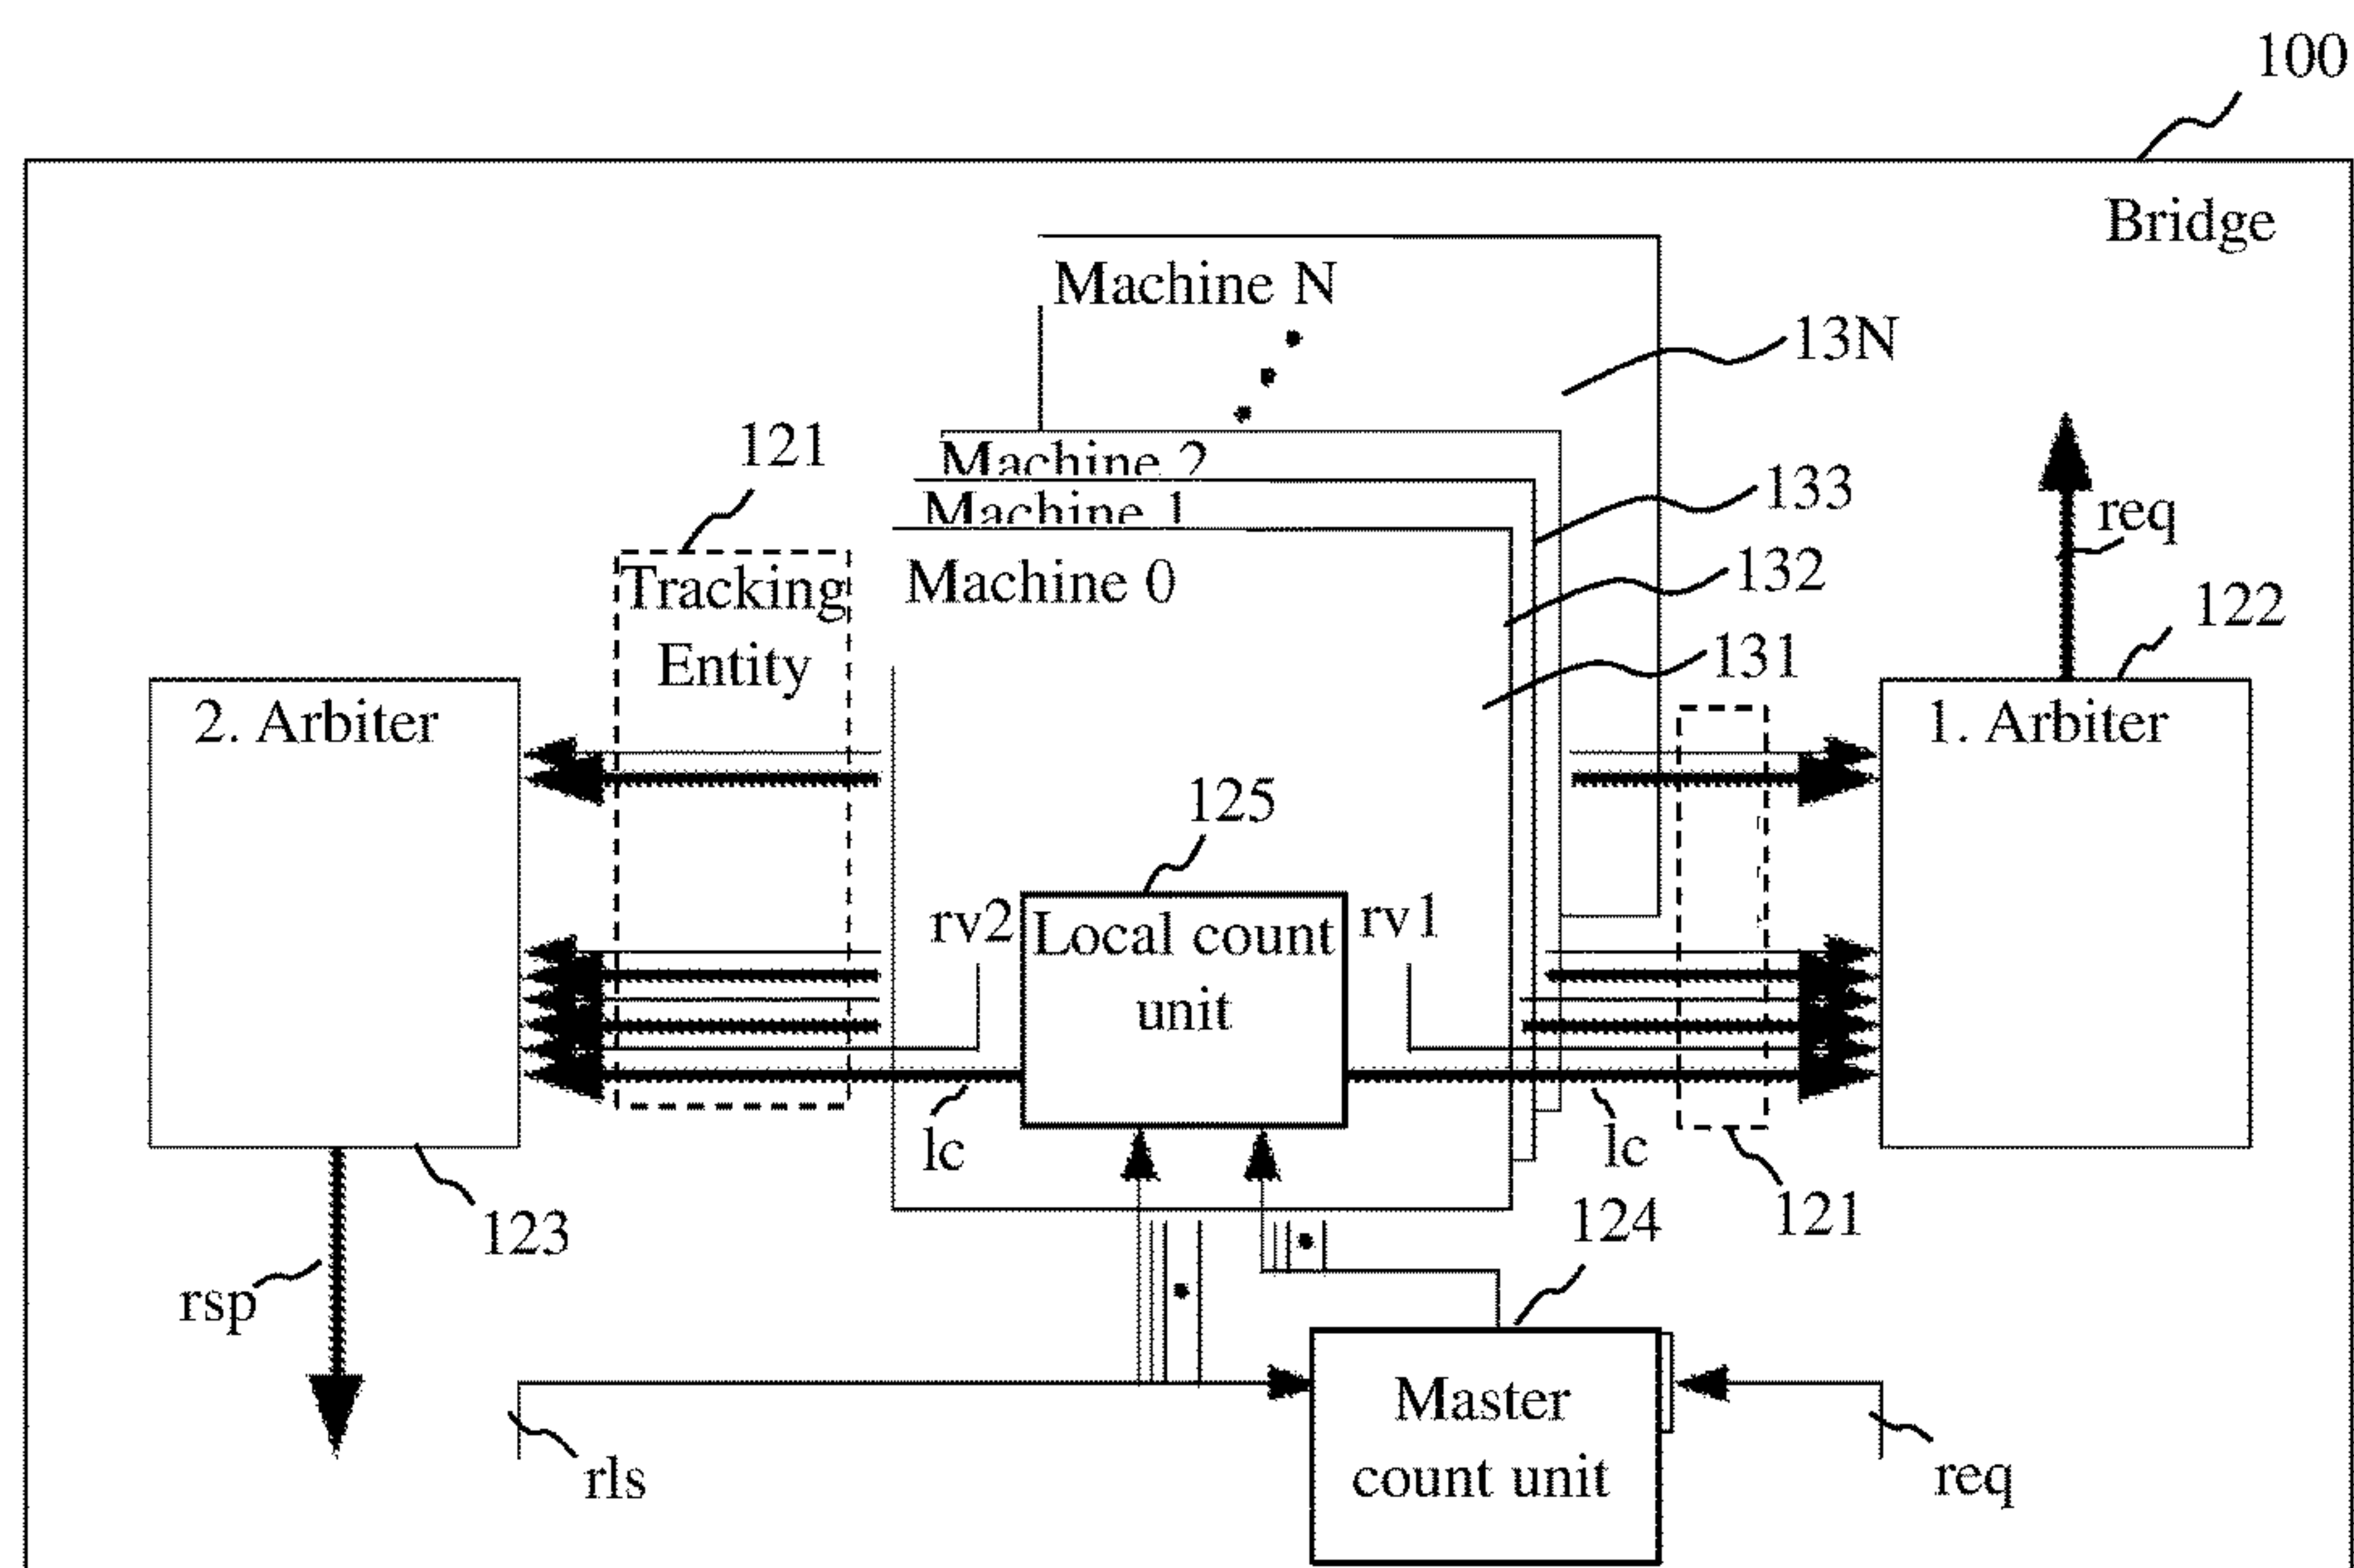 100
Bridge
Machine N
13N
121
Machine 2
133
req
Machine 1
Tracking
Entity
Machine 0
132
122
131
2. Arbiter
1. Arbiter
125
rv2
Local count
unit
rv1
lc
lc
123
124
121
rsp
Master
count unit
rls
req